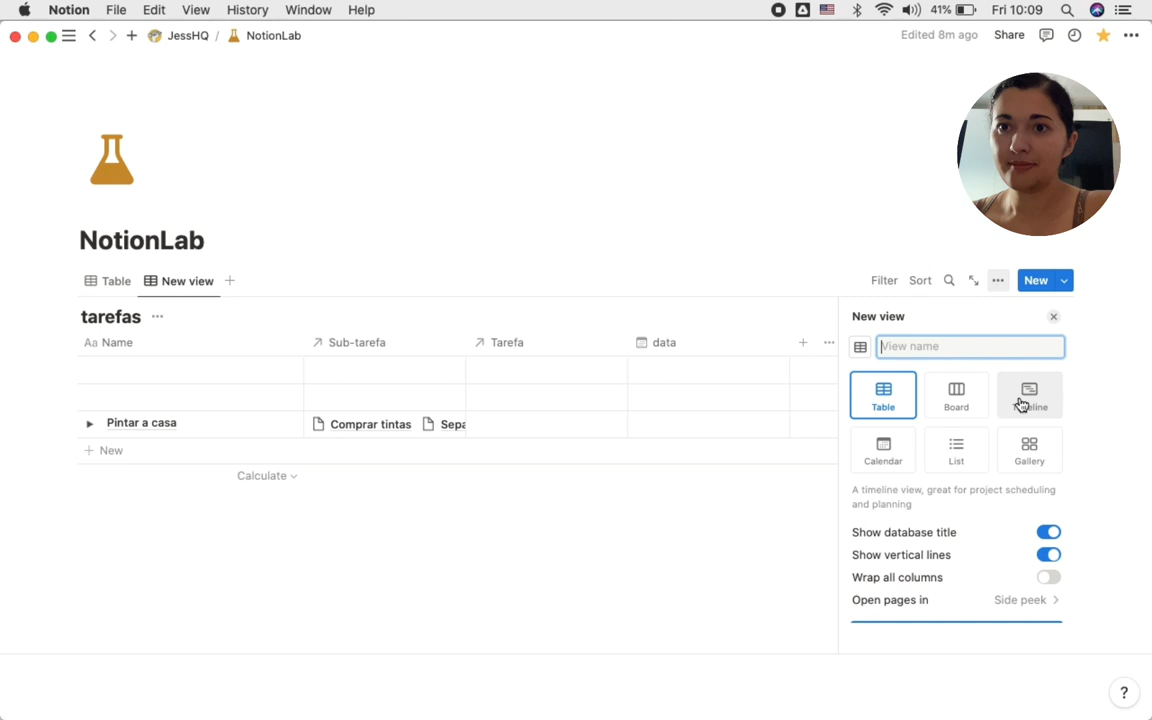 Notion File Edit View History Window Help 41% Fri 10:09
JessHQ / NotionLab Edited 8m ago Share
NotionLab
Table New view Filter Sort New
tarefas
New view
Aa Name Sub-tarefa Tarefa data
View name
Table Board Timeline
Pintar a casa Comprar tintas Sepa
New
Calendar List Gallery
Calculate
A timeline view, great for project scheduling
and planning
Show database title
Show vertical lines
Wrap all columns
Open pages in Side peek
?